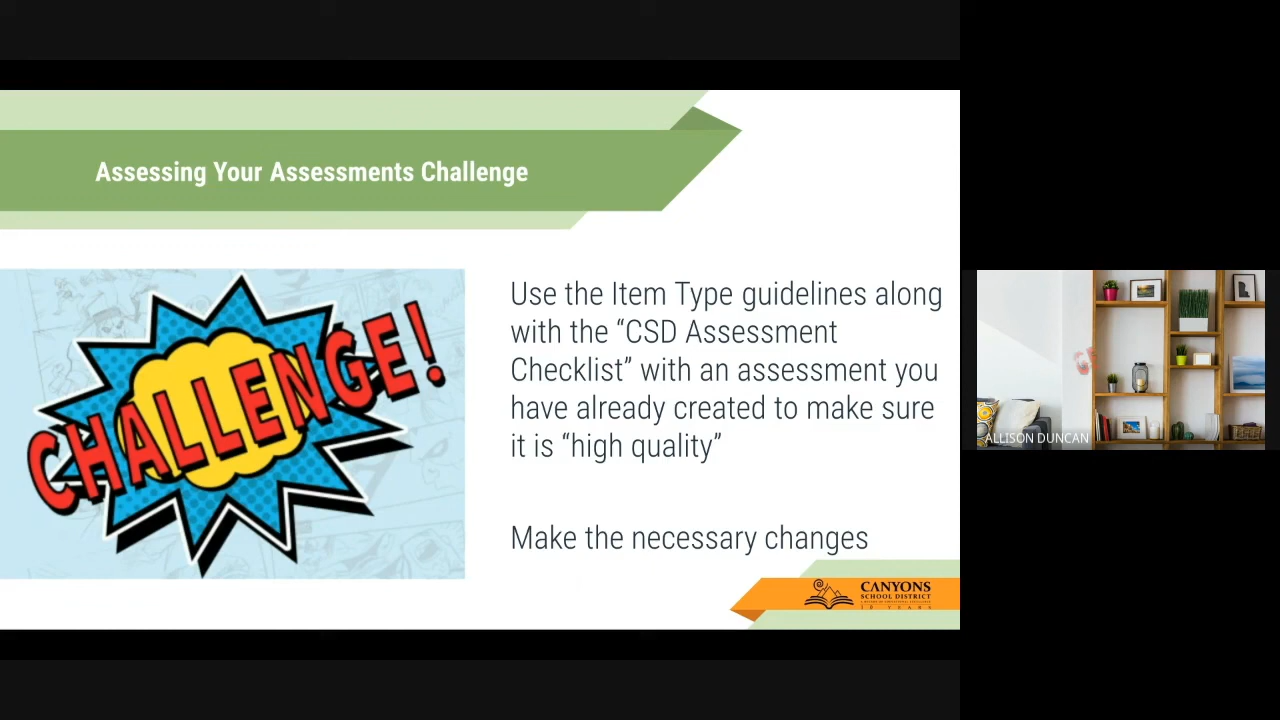 Assessing Your Assessments Challenge
CHALLENGE!
Use the Item Type guidelines along
with the “CSD Assessment
Checklist” with an assessment you
have already created to make sure
it is “high quality”
Make the necessary changes
CANYONS
SCHOOL DISTRICT
10 YEARS
ALLISON DUNCAN